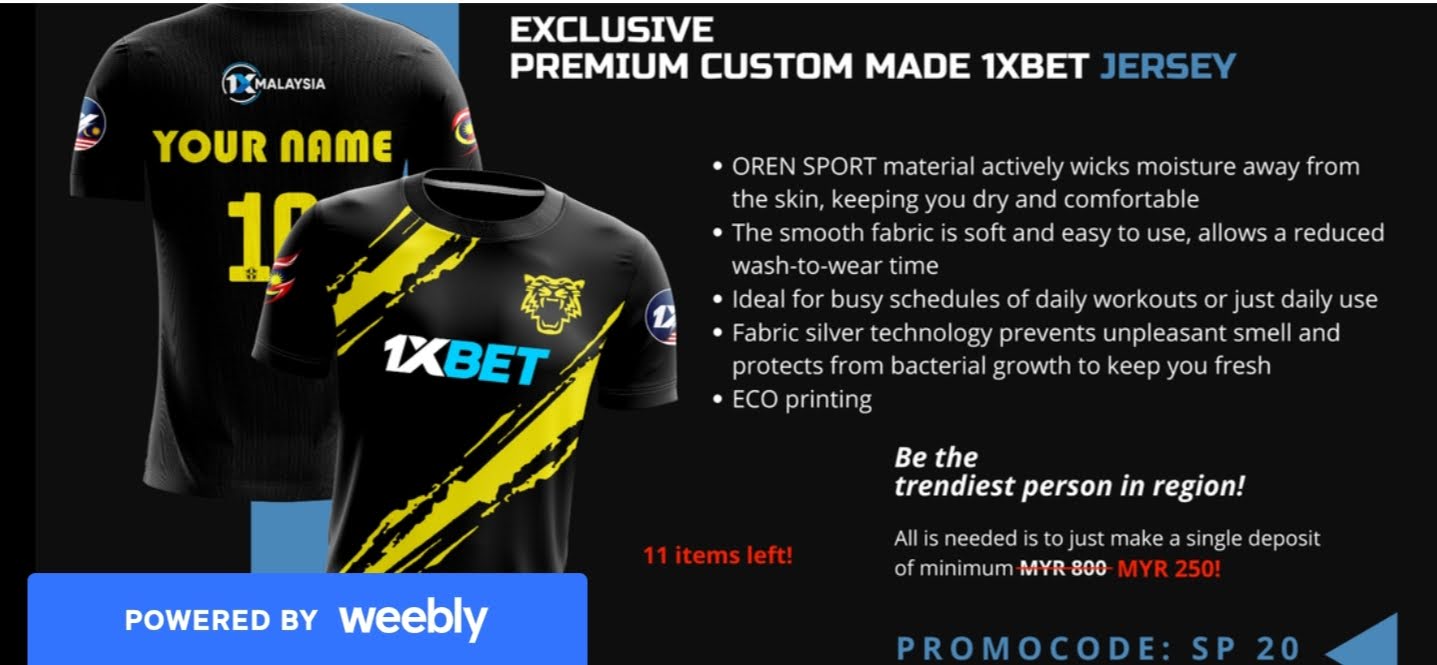 EXCLUSIVE
PREMIUM CUSTOM MADE 1XBET JERSEY
1XMALAYSIA
YOUR NAME
10
1XBET
1X
• OREN SPORT material actively wicks moisture away from
the skin, keeping you dry and comfortable
• The smooth fabric is soft and easy to use, allows a reduced
wash-to-wear time
• Ideal for busy schedules of daily workouts or just daily use
• Fabric silver technology prevents unpleasant smell and
protects from bacterial growth to keep you fresh
• ECO printing
Be the
trendiest person in region!
11 items left!
All is needed is to just make a single deposit
of minimum MYR 800 MYR 250!
POWERED BY weebly
PROMOCODE: SP 20